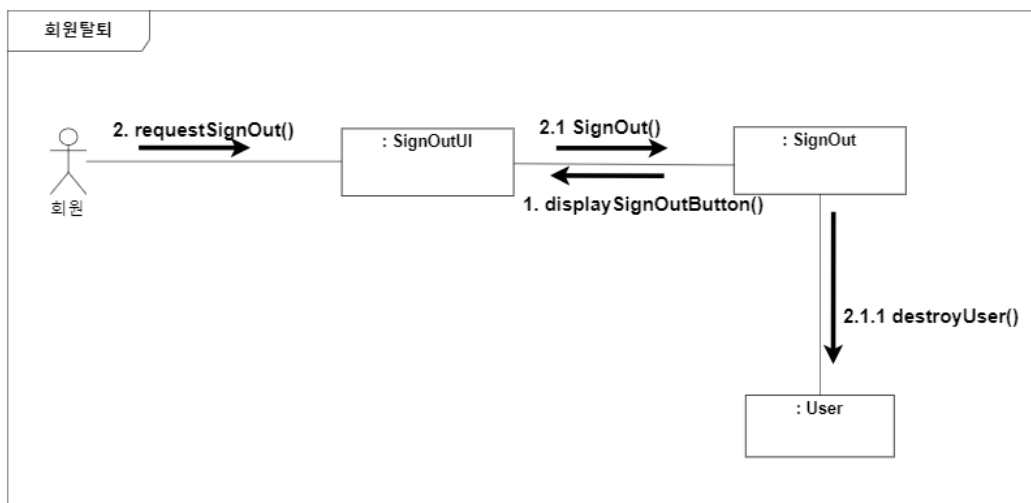 회원탈퇴
2. requestSignOut()
: SignOutUI
2.1 SignOut()
: SignOut
1. displaySignOutButton()
회원
2.1.1 destroyUser()
: User